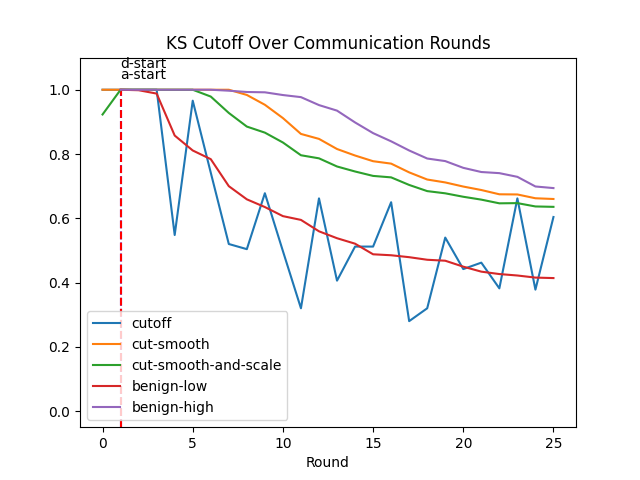 KS Cutoff Over Communication Rounds
d-start
a-start
1.0
0.8
0.6
0.4
0.2
0.0
cutoff
cut-smooth
cut-smooth-and-scale
benign-low
benign-high
0 5 10 15 20 25
Round